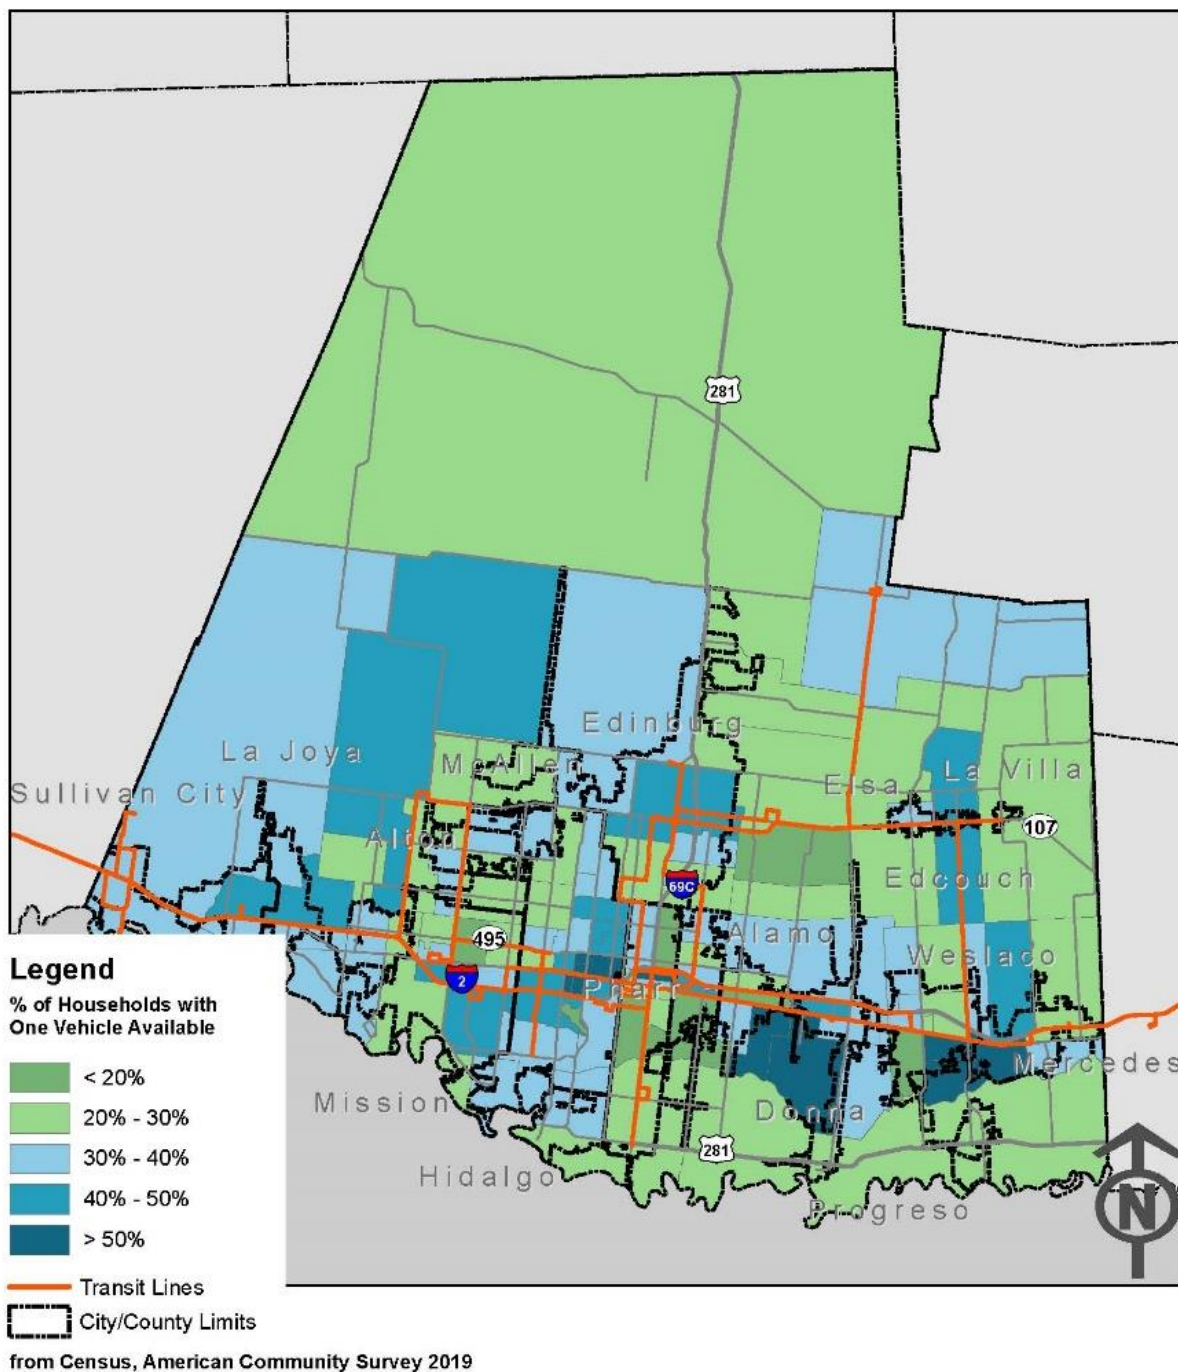 281
Edinburg
La Joya
McAllen
Elsa
La Villa
Sullivan City
107
Alton
69C
Edcouch
495
Alamo
Weslaco
2
Pharr
Mercedes
Mission
Donna
281
Hidalgo
Progreso
N
Legend
% of Households with
One Vehicle Available
< 20%
20% - 30%
30% - 40%
40% - 50%
> 50%
Transit Lines
City/County Limits
from Census, American Community Survey 2019